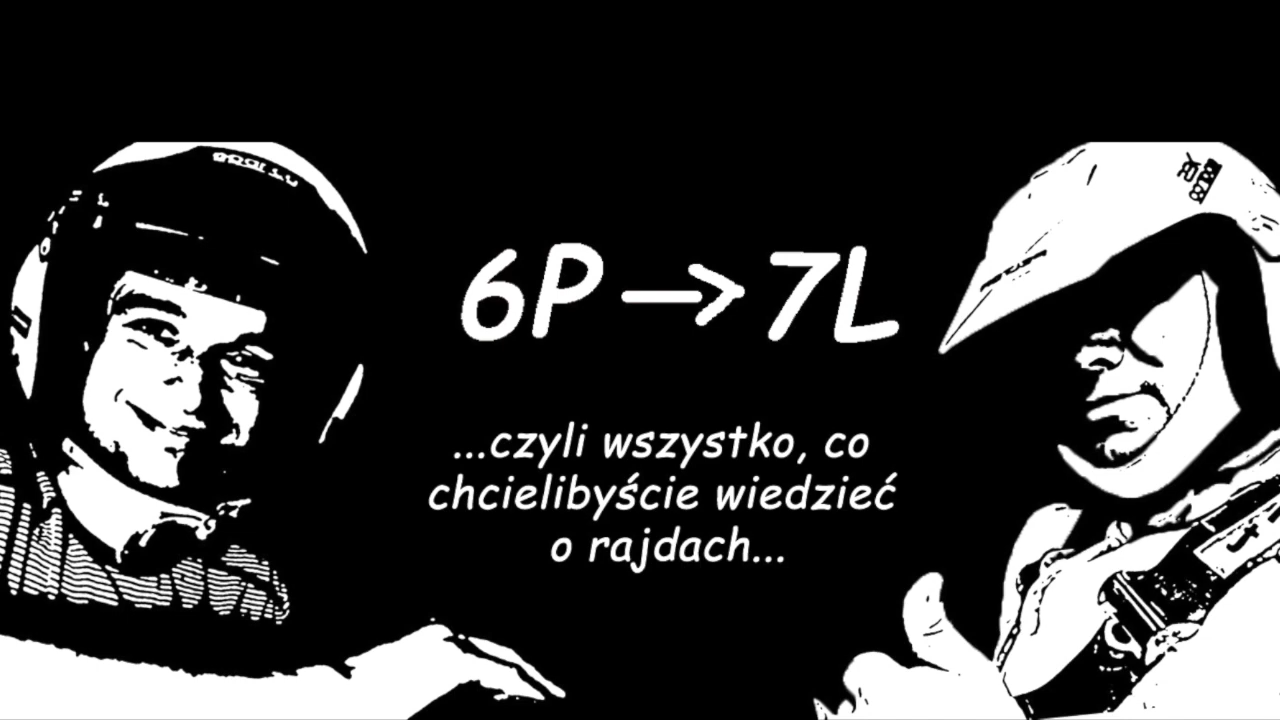 6P → 7L
...czyli wszystko, co
chcielibyście wiedzieć
o rajdach...